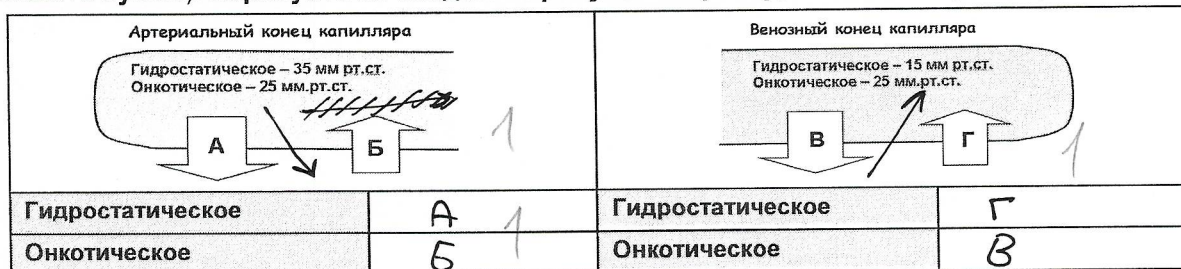 Артериальный конец капилляра
Гидростатическое – 35 мм рт.ст.
Онкотическое – 25 мм.рт.ст.
А
Б
1
Венозный конец капилляра
Гидростатическое – 15 мм рт.ст.
Онкотическое – 25 мм.рт.ст.
В
Г
1
Гидростатическое А 1 Гидростатическое Г
Онкотическое Б Онкотическое В